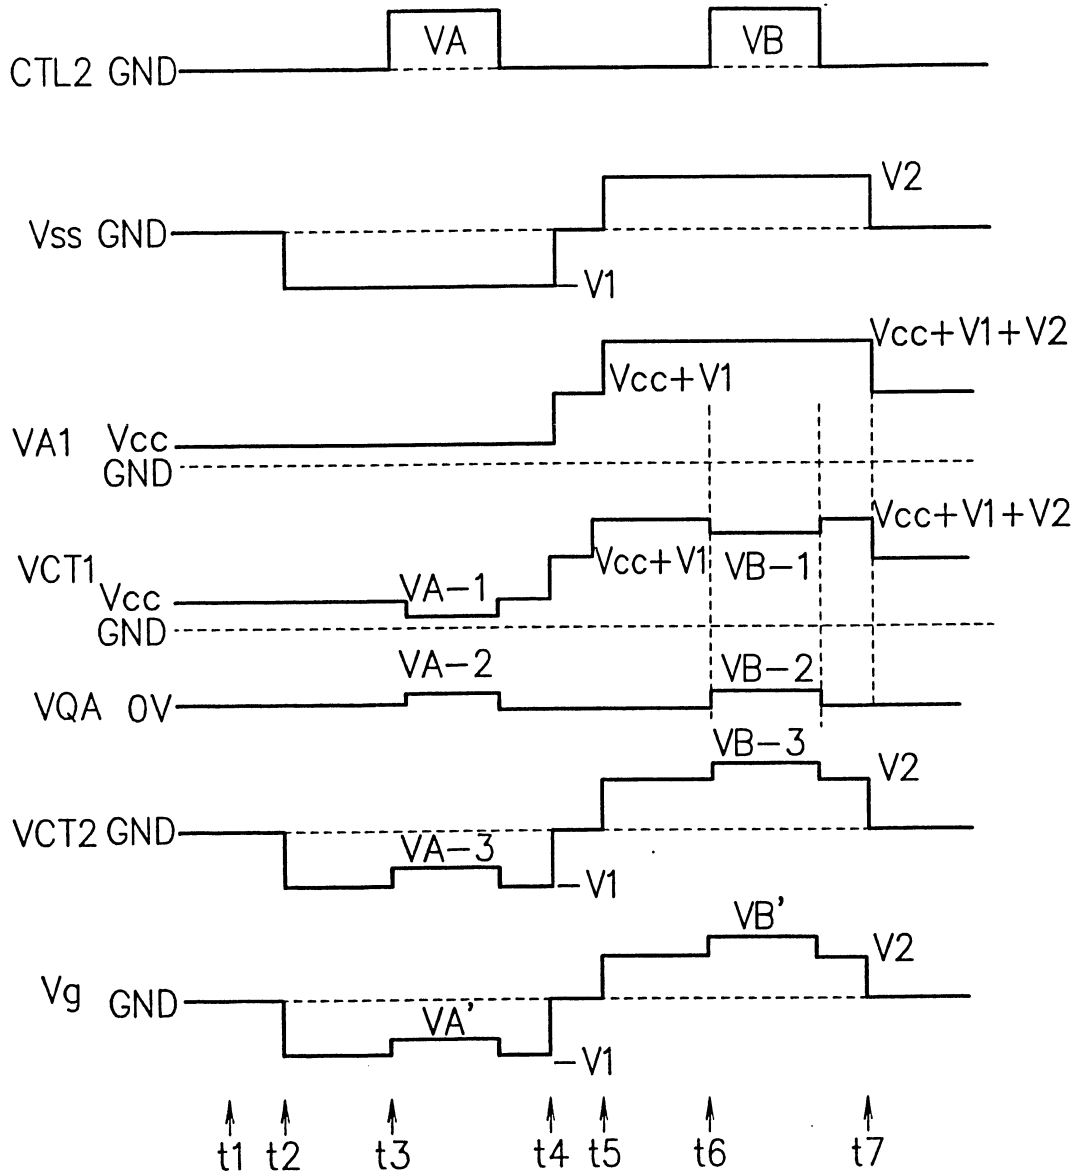 CTL2 GND VA VB
Vss GND V2
-V1
Vcc+V1+V2
Vcc+V1
VA1 Vcc
GND
Vcc+V1+V2
VCT1 Vcc+V1 VB-1
Vcc VA-1
GND
VA-2 VB-2
VQA 0V
VB-3 V2
VCT2 GND
VA-3
-V1
VB' V2
Vg GND
VA'
-V1
t1 t2 t3 t4 t5 t6 t7